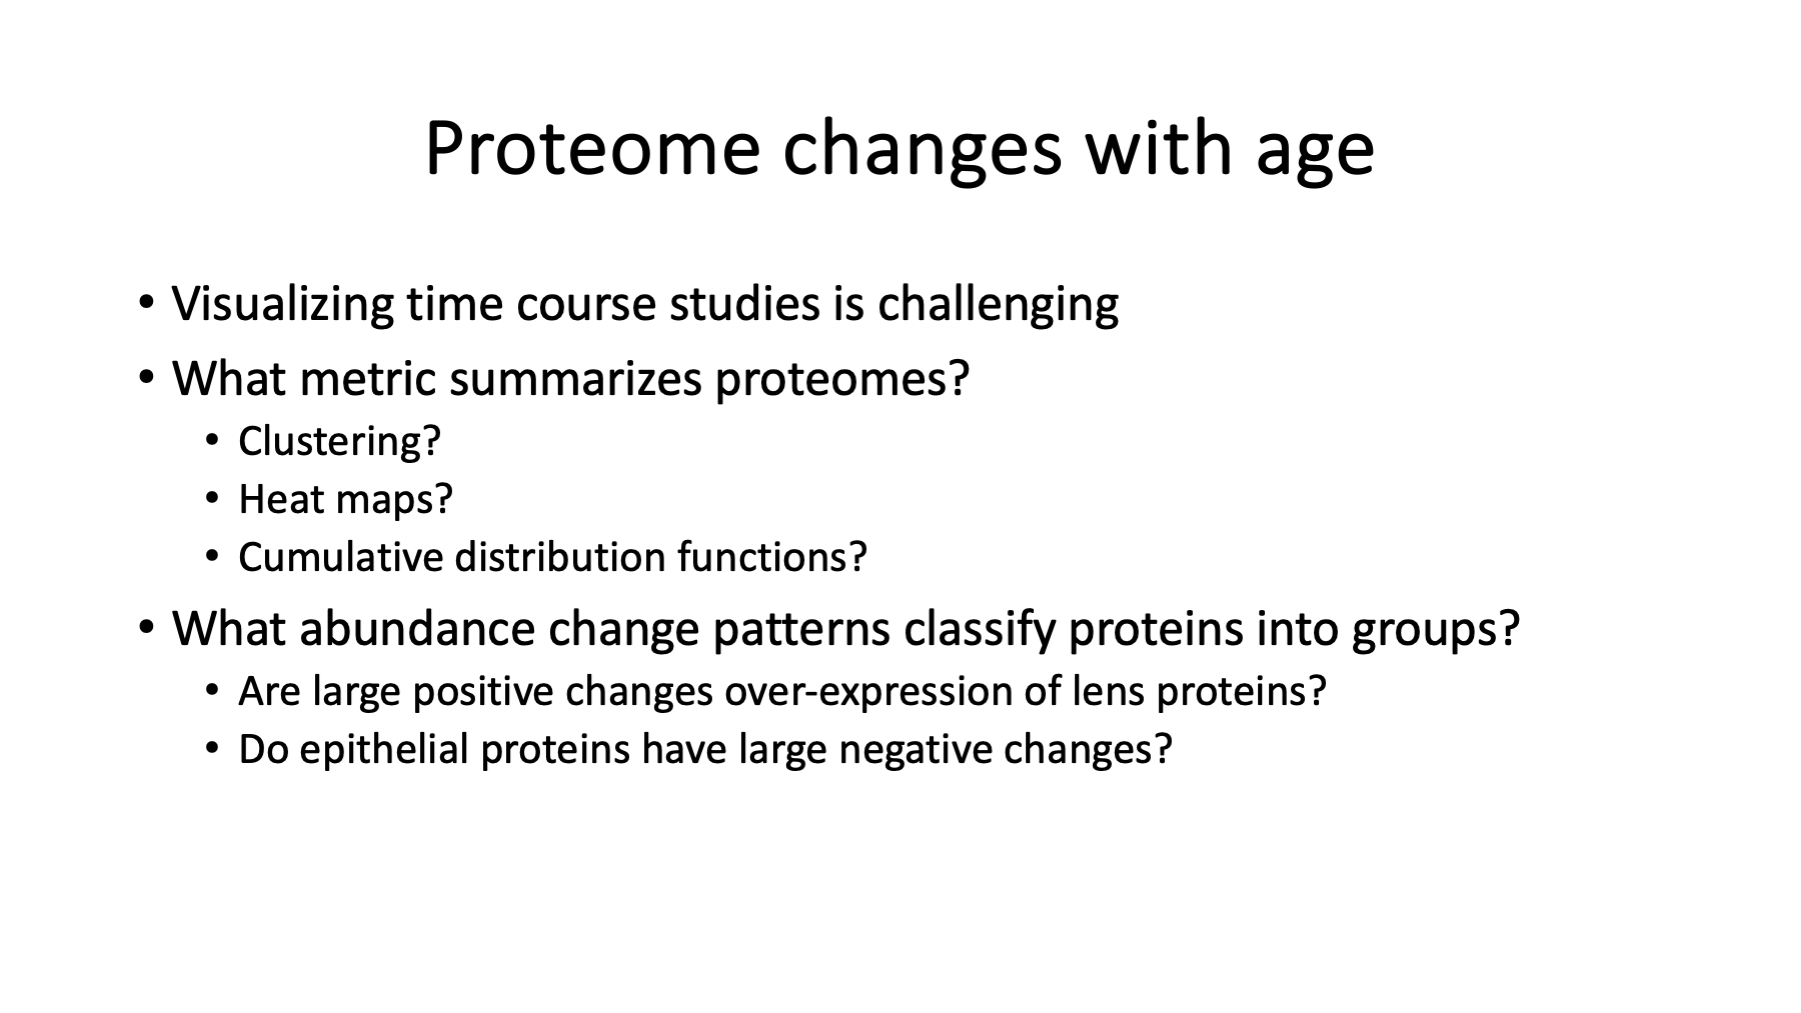 Proteome changes with age
• Visualizing time course studies is challenging
• What metric summarizes proteomes?
• Clustering?
• Heat maps?
• Cumulative distribution functions?
• What abundance change patterns classify proteins into groups?
• Are large positive changes over-expression of lens proteins?
• Do epithelial proteins have large negative changes?